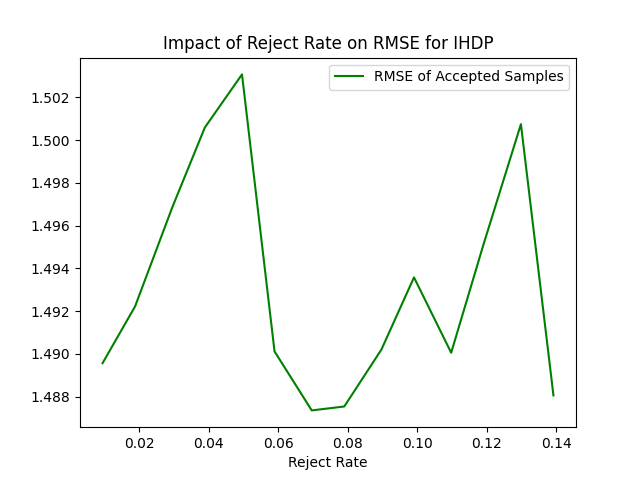 Impact of Reject Rate on RMSE for IHDP
RMSE of Accepted Samples
1.502
1.500
1.498
1.496
1.494
1.492
1.490
1.488
0.02 0.04 0.06 0.08 0.10 0.12 0.14
Reject Rate